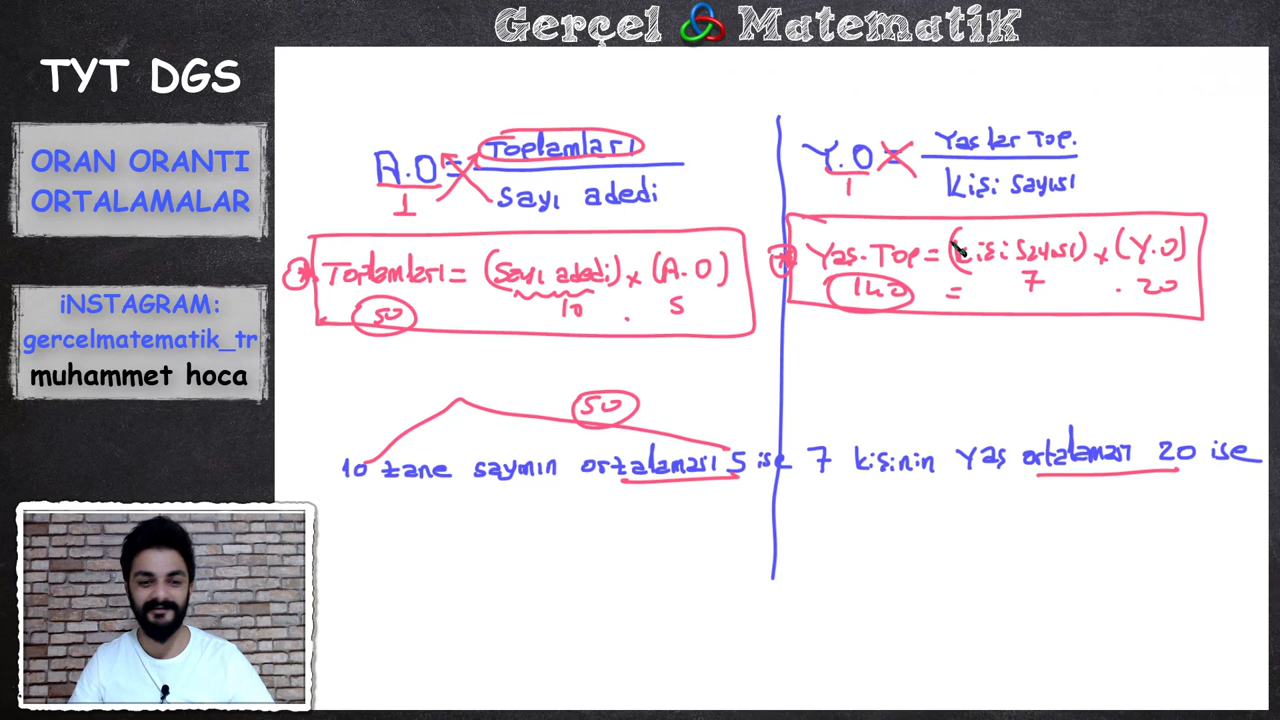 Gerçel Matematik
TYT DGS
ORAN ORANTI
ORTALAMALAR
iNSTAGRAM:
gercelmatematik_tr
muhammet hoca
A.O = Toplamları
1 Sayı adedi
Toplamları = (Sayı adedi) x (A.O)
50 10 . 5
50
10 tane sayının ortalaması 5 ise
Y.O = Yaşlar Top.
1 Kişi Sayısı
Yaş.Top = (Kişi Sayısı) x (Y.O)
140 = 7 . 20
7 kişinin Yaş ortalaması 20 ise